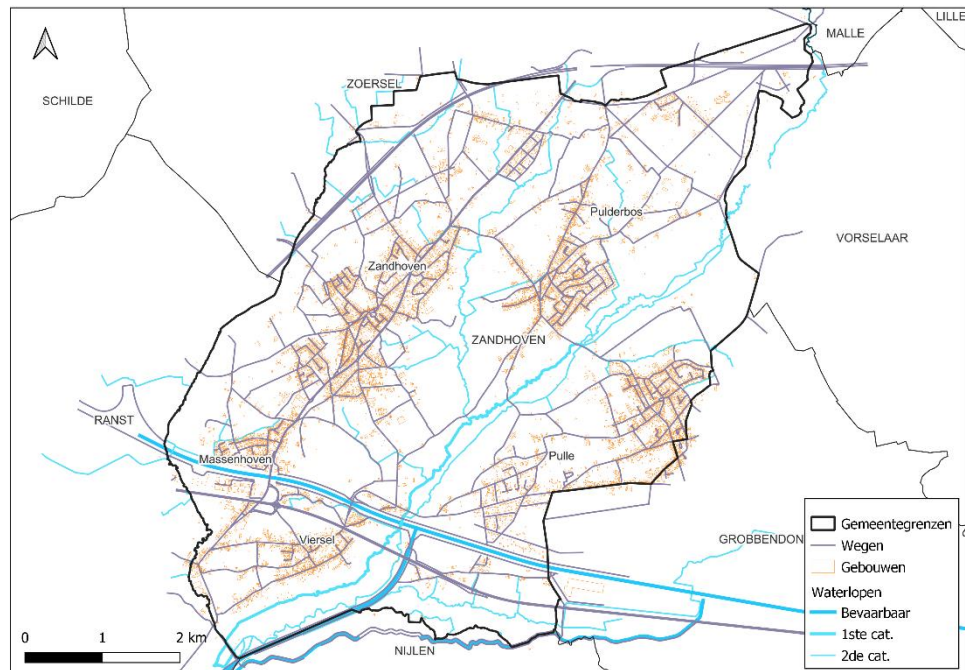 LILLE
MALLE
ZOERSEL
SCHILDE
Pulderbos
VORSELAAR
Zandhoven
ZANDHOVEN
RANST
Massenhoven
Pulle
Viersel
GROBBENDON
NIJLEN
0 1 2 km
Gemeentegrenzen
Wegen
Gebouwen
Waterlopen
Bevaarbaar
1ste cat.
2de cat.